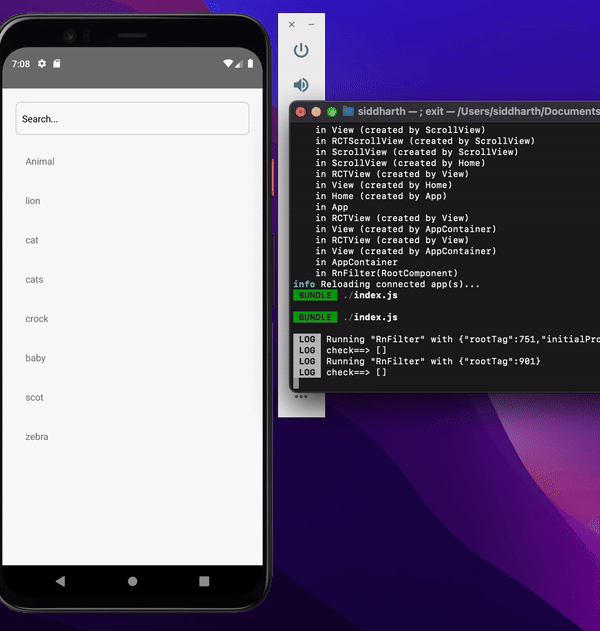 7:08
Search...
Animal
lion
cat
cats
crock
baby
scot
zebra
siddharth — ; exit — /Users/siddharth/Documents
in View (created by ScrollView)
in RCTScrollView (created by ScrollView)
in ScrollView (created by ScrollView)
in ScrollView (created by Home)
in RCTView (created by View)
in View (created by Home)
in Home (created by App)
in App
in RCTView (created by View)
in View (created by AppContainer)
in RCTView (created by View)
in View (created by AppContainer)
in AppContainer
in RnFilter(RootComponent)
info Reloading connected app(s)...
BUNDLE ./index.js
BUNDLE ./index.js
LOG Running "RnFilter" with {"rootTag":751,"initialPro
LOG check==> []
LOG Running "RnFilter" with {"rootTag":901}
LOG check==> []